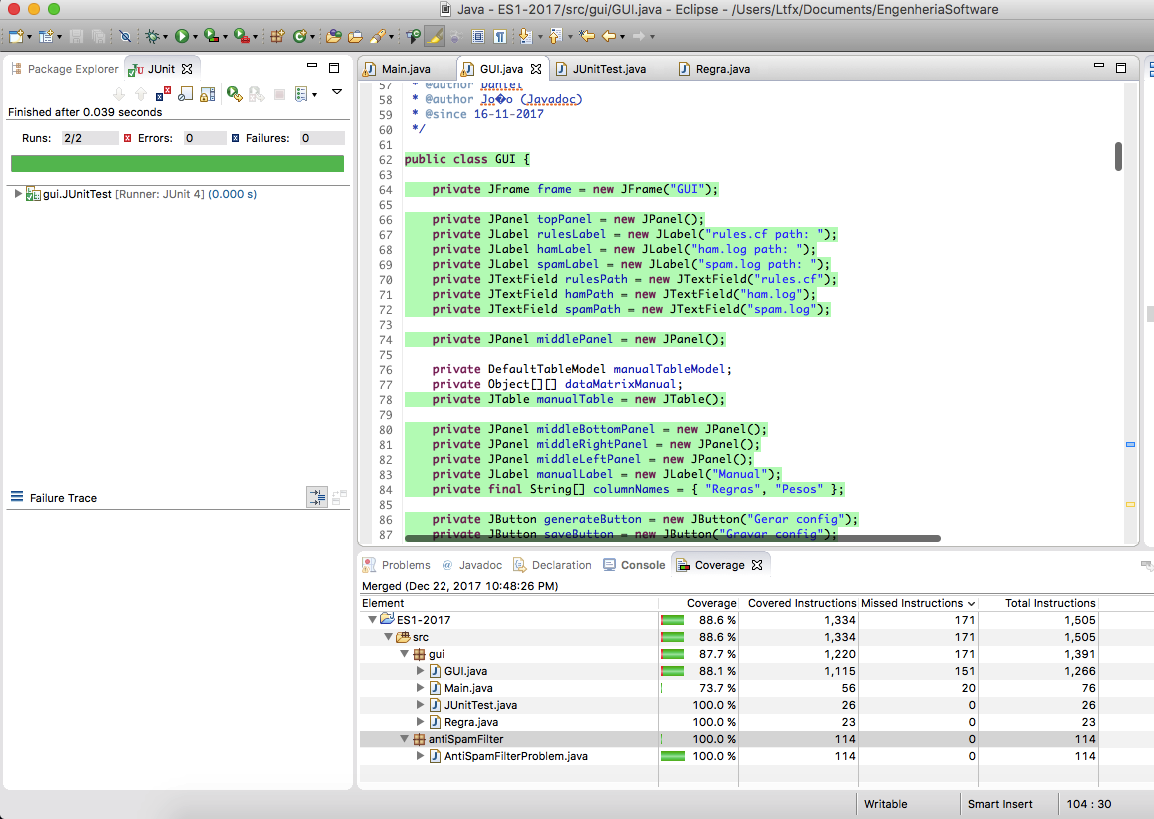 Java - ES1-2017/src/gui/GUI.java - Eclipse - /Users/Ltfx/Documents/EngenheriaSoftware
Package Explorer JUnit
Finished after 0.039 seconds
Runs: 2/2 Errors: 0 Failures: 0
gui.JUnitTest [Runner: JUnit 4] (0.000 s)
Failure Trace
Main.java GUI.java JUnitTest.java Regra.java
57 * @author Daniel
58 * @author Jo�o (Javadoc)
59 * @since 16-11-2017
60 */
61
62 public class GUI {
63
64 private JFrame frame = new JFrame("GUI");
65
66 private JPanel topPanel = new JPanel();
67 private JLabel rulesLabel = new JLabel("rules.cf path: ");
68 private JLabel hamLabel = new JLabel("ham.log path: ");
69 private JLabel spamLabel = new JLabel("spam.log path: ");
70 private JTextField rulesPath = new JTextField("rules.cf");
71 private JTextField hamPath = new JTextField("ham.log");
72 private JTextField spamPath = new JTextField("spam.log");
73
74 private JPanel middlePanel = new JPanel();
75
76 private DefaultTableModel manualTableModel;
77 private Object[][] dataMatrixManual;
78 private JTable manualTable = new JTable();
79
80 private JPanel middleBottomPanel = new JPanel();
81 private JPanel middleRightPanel = new JPanel();
82 private JPanel middleLeftPanel = new JPanel();
83 private JLabel manualLabel = new JLabel("Manual");
84 private final String[] columnNames = { "Regras", "Pesos" };
85
86 private JButton generateButton = new JButton("Gerar config");
87 private JButton saveButton = new JButton("Gravar config");
Problems Javadoc Declaration Console Coverage
Merged (Dec 22, 2017 10:48:26 PM)
Element Coverage Covered Instructions Missed Instructions Total Instructions
ES1-2017 88.6 % 1,334 171 1,505
src 88.6 % 1,334 171 1,505
gui 87.7 % 1,220 171 1,391
GUI.java 88.1 % 1,115 151 1,266
Main.java 73.7 % 56 20 76
JUnitTest.java 100.0 % 26 0 26
Regra.java 100.0 % 23 0 23
antiSpamFilter 100.0 % 114 0 114
AntiSpamFilterProblem.java 100.0 % 114 0 114
Writable Smart Insert 104 : 30